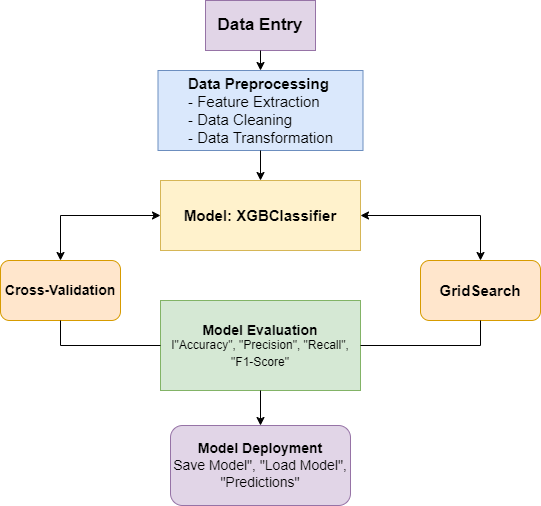 Data Entry
Data Preprocessing
- Feature Extraction
- Data Cleaning
- Data Transformation
Model: XGBClassifier
Cross-Validation
GridSearch
Model Evaluation
l"Accuracy", "Precision", "Recall",
"F1-Score"
Model Deployment
Save Model", "Load Model",
"Predictions"